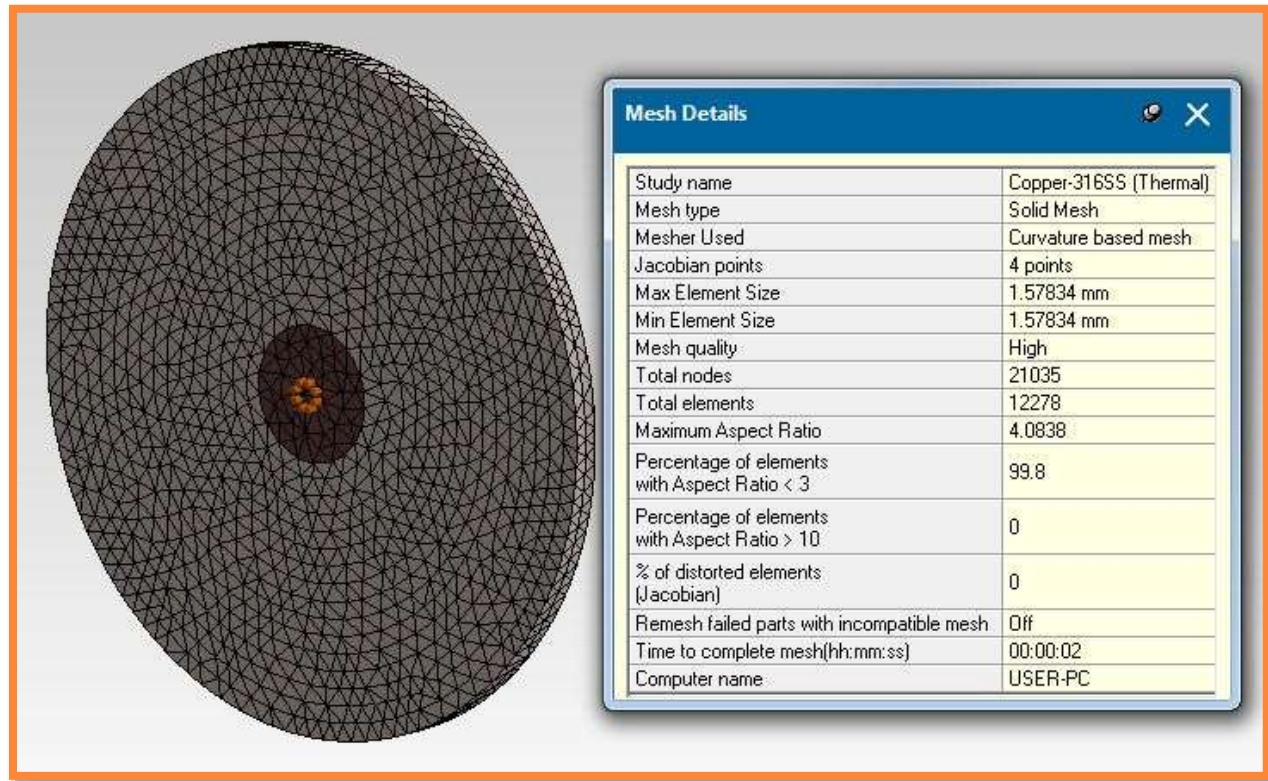 Mesh Details
Study name Copper-316SS (Thermal)
Mesh type Solid Mesh
Mesher Used Curvature based mesh
Jacobian points 4 points
Max Element Size 1.57834 mm
Min Element Size 1.57834 mm
Mesh quality High
Total nodes 21035
Total elements 12278
Maximum Aspect Ratio 4.0838
Percentage of elements
with Aspect Ratio < 3 99.8
Percentage of elements
with Aspect Ratio > 10 0
% of distorted elements
(Jacobian) 0
Remesh failed parts with incompatible mesh Off
Time to complete mesh(hh:mm:ss) 00:00:02
Computer name USER-PC